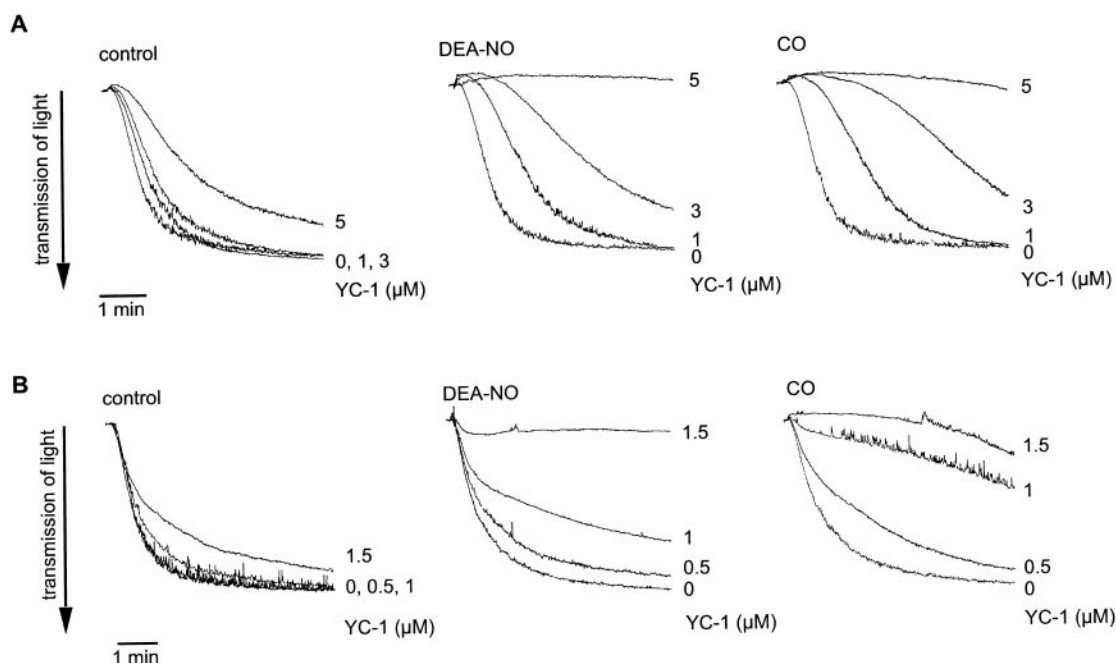 A
control
DEA-NO
CO
transmission of light
5
0, 1, 3
YC-1 (µM)
1 min
5
3
1
0
YC-1 (µM)
5
3
1
0
YC-1 (µM)
B
control
DEA-NO
CO
transmission of light
1.5
0, 0.5, 1
YC-1 (µM)
1 min
1.5
1
0.5
0
YC-1 (µM)
1.5
1
0.5
0
YC-1 (µM)